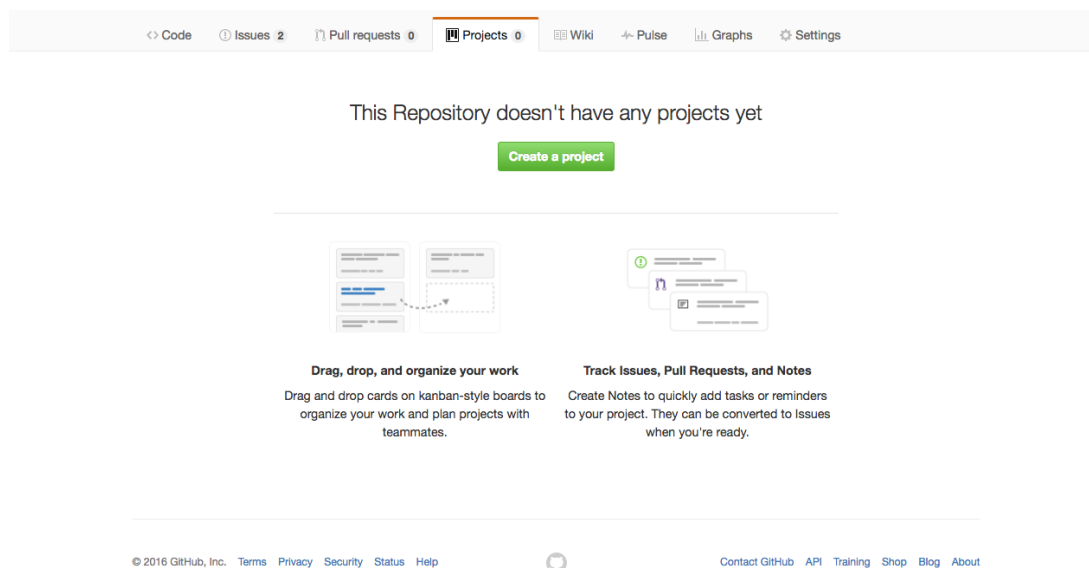 Code Issues 2 Pull requests 0 Projects 0 Wiki Pulse Graphs Settings
This Repository doesn't have any projects yet
Create a project
Drag, drop, and organize your work
Drag and drop cards on kanban-style boards to
organize your work and plan projects with
teammates.
Track Issues, Pull Requests, and Notes
Create Notes to quickly add tasks or reminders
to your project. They can be converted to Issues
when you're ready.
© 2016 GitHub, Inc. Terms Privacy Security Status Help Contact GitHub API Training Shop Blog About